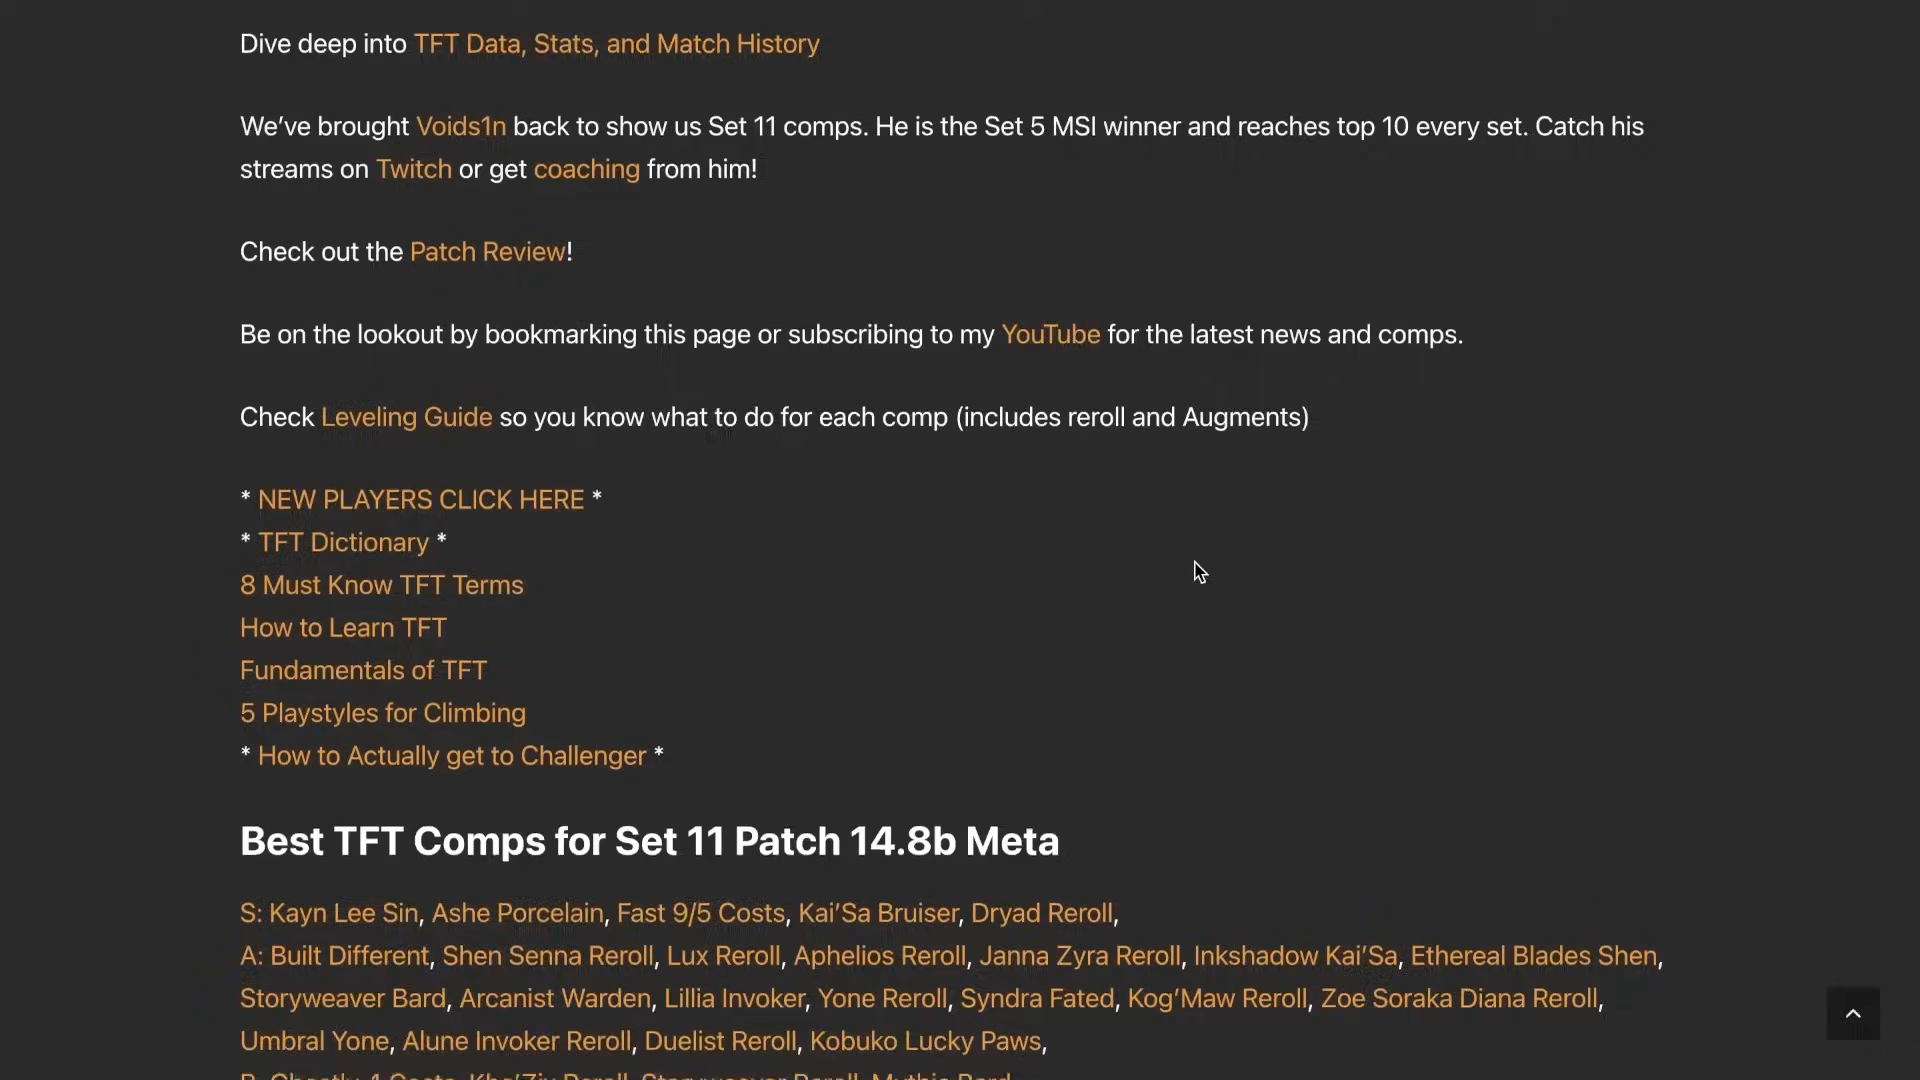 Dive deep into TFT Data, Stats, and Match History
We've brought Voids1n back to show us Set 11 comps. He is the Set 5 MSI winner and reaches top 10 every set. Catch his
streams on Twitch or get coaching from him!
Check out the Patch Review!
Be on the lookout by bookmarking this page or subscribing to my YouTube for the latest news and comps.
Check Leveling Guide so you know what to do for each comp (includes reroll and Augments)
* NEW PLAYERS CLICK HERE *
* TFT Dictionary *
8 Must Know TFT Terms
How to Learn TFT
Fundamentals of TFT
5 Playstyles for Climbing
* How to Actually get to Challenger *
Best TFT Comps for Set 11 Patch 14.8b Meta
S: Kayn Lee Sin, Ashe Porcelain, Fast 9/5 Costs, Kai'Sa Bruiser, Dryad Reroll,
A: Built Different, Shen Senna Reroll, Lux Reroll, Aphelios Reroll, Janna Zyra Reroll, Inkshadow Kai'Sa, Ethereal Blades Shen,
Storyweaver Bard, Arcanist Warden, Lillia Invoker, Yone Reroll, Syndra Fated, Kog'Maw Reroll, Zoe Soraka Diana Reroll,
Umbral Yone, Alune Invoker Reroll, Duelist Reroll, Kobuko Lucky Paws,